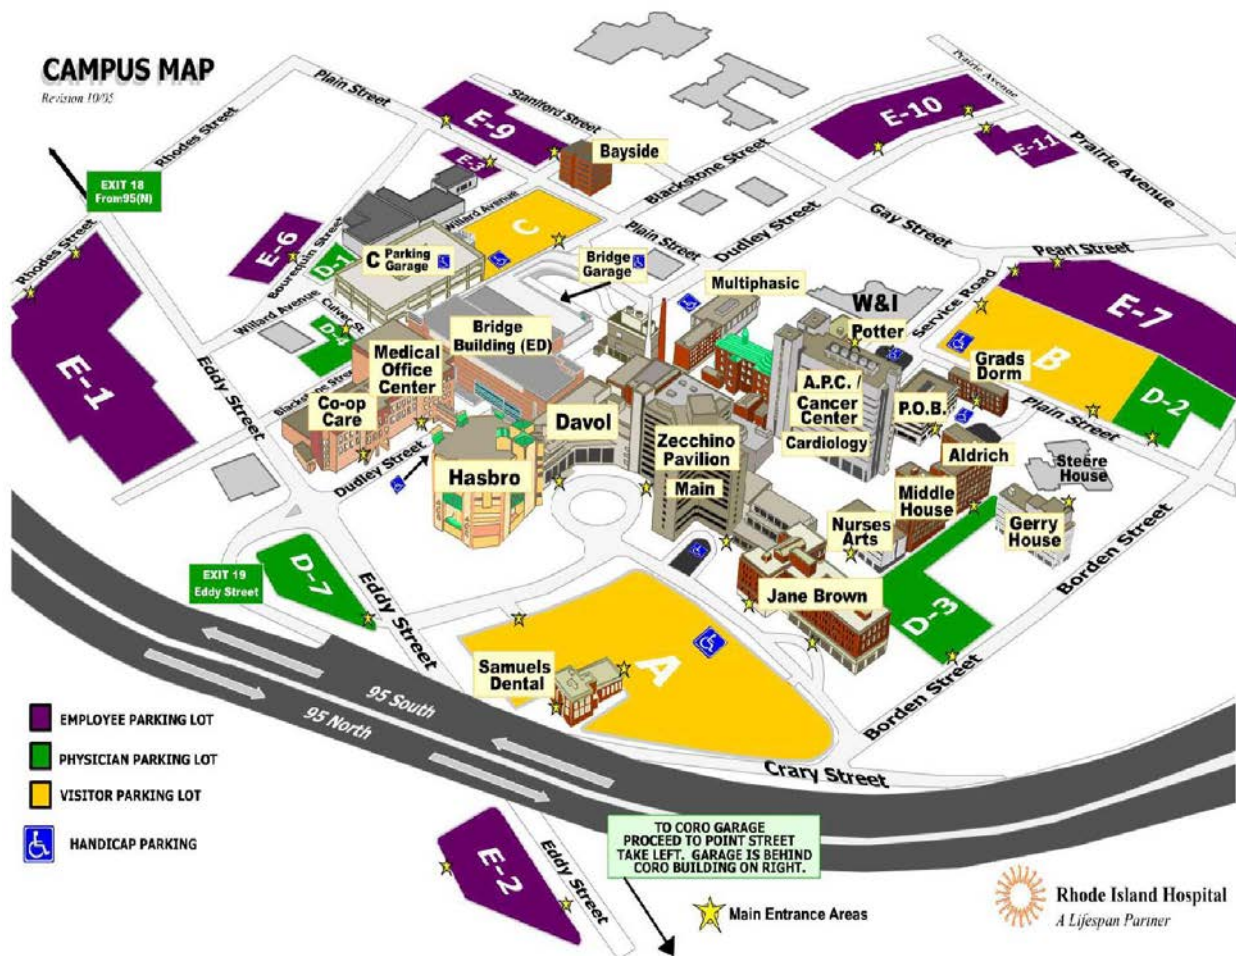 CAMPUS MAP
Revision 10/05
Prairie Avenue
Plain Street
Staniford Street
E-10
E-9
Rhodes Street
E-11
Prairie Avenue
Bayside
E-3
Blackstone Street
EXIT 18
From95(N)
Willard Avenue
C
Gay Street
Plain Street
Dudley Street
Rhodes Street
E-6
Bourequin Street
D-1
C Parking
Garage
Bridge
Garage
Pearl Street
Multiphasic
W&I
Service Road
E-7
Willard Avenue
Culver St.
D-4
Potter
Bridge
Building (ED)
Medical
Office
Center
B
Grads
Dorm
E-1
Eddy Street
Blackstone Street
Co-op
Care
A.P.C. /
Cancer
Center
Cardiology
P.O.B.
Plain Street
D-2
Davol
Zecchino
Pavilion
Main
Aldrich
Steere
House
Dudley Street
Hasbro
Middle
House
Nurses
Arts
Gerry
House
Borden Street
EXIT 19
Eddy Street
D-7
Eddy Street
Jane Brown
D-3
Samuels
Dental
A
Borden Street
95 South
95 North
Crary Street
EMPLOYEE PARKING LOT
PHYSICIAN PARKING LOT
VISITOR PARKING LOT
HANDICAP PARKING
E-2
Eddy Street
TO CORO GARAGE
PROCEED TO POINT STREET
TAKE LEFT. GARAGE IS BEHIND
CORO BUILDING ON RIGHT.
Main Entrance Areas
Rhode Island Hospital
A Lifespan Partner